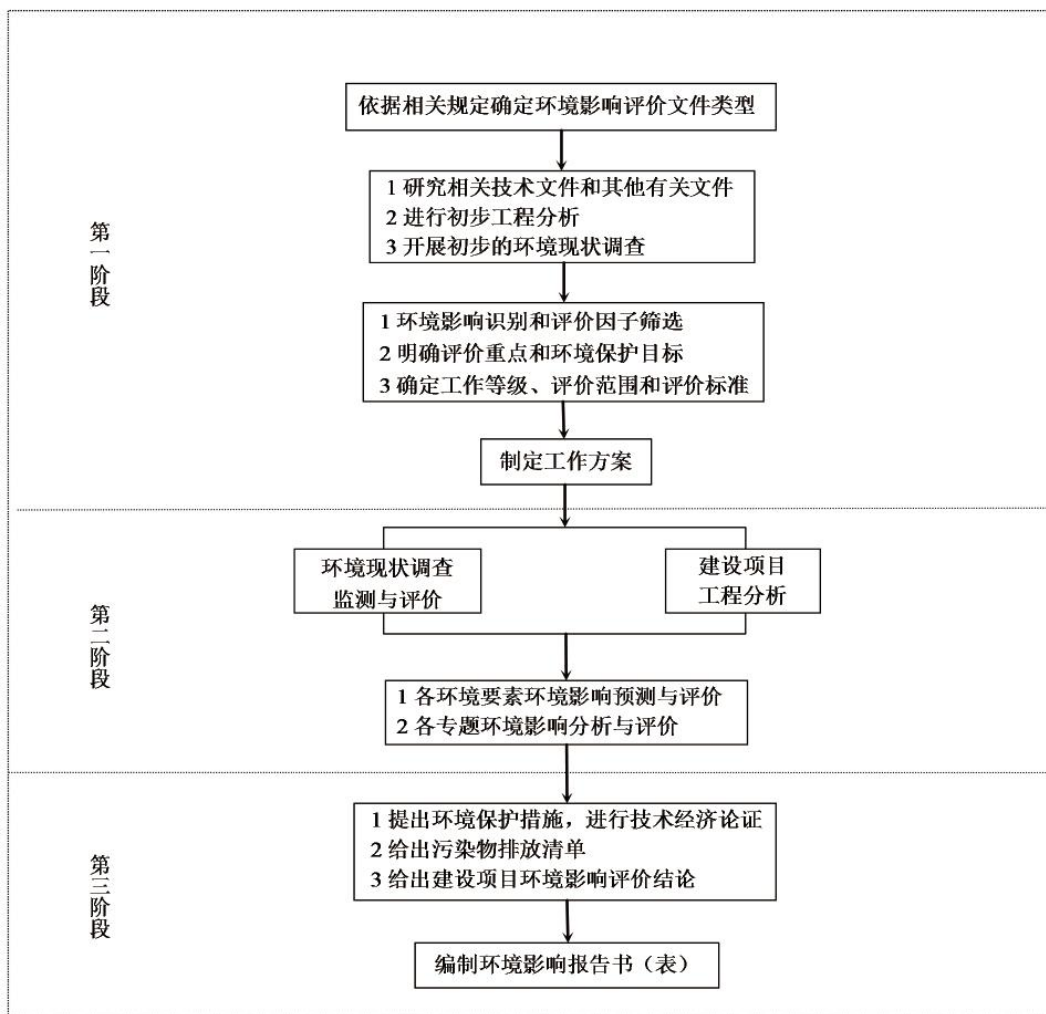 依据相关规定确定环境影响评价文件类型
第一阶段
1 研究相关技术文件和其他有关文件
2 进行初步工程分析
3 开展初步的环境现状调查
1 环境影响识别和评价因子筛选
2 明确评价重点和环境保护目标
3 确定工作等级、评价范围和评价标准
制定工作方案
第二阶段
环境现状调查
监测与评价
建设项目
工程分析
1 各环境要素环境影响预测与评价
2 各专题环境影响分析与评价
第三阶段
1 提出环境保护措施，进行技术经济论证
2 给出污染物排放清单
3 给出建设项目环境影响评价结论
编制环境影响报告书（表）